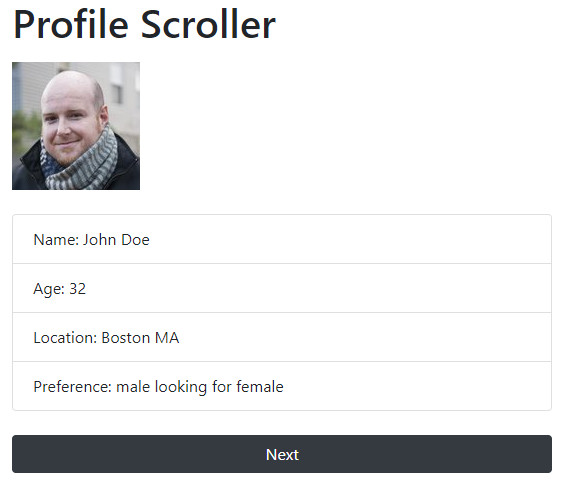 Profile Scroller
Name: John Doe
Age: 32
Location: Boston MA
Preference: male looking for female
Next